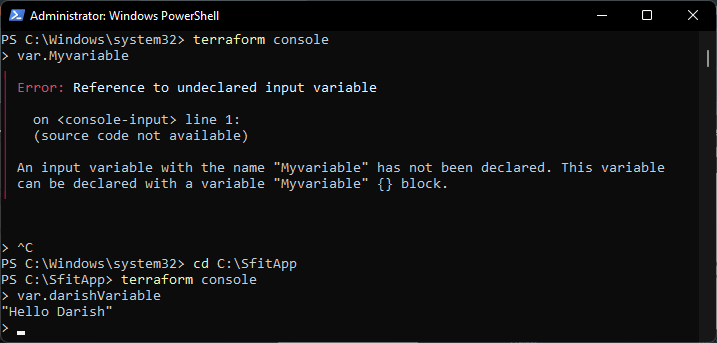 Administrator: Windows PowerShell
PS C:\Windows\system32> terraform console
> var.Myvariable
Error: Reference to undeclared input variable
on <console-input> line 1:
(source code not available)
An input variable with the name "Myvariable" has not been declared. This variable
can be declared with a variable "Myvariable" {} block.
> ^C
PS C:\Windows\system32> cd C:\SfitApp
PS C:\SfitApp> terraform console
> var.darishVariable
"Hello Darish"
>